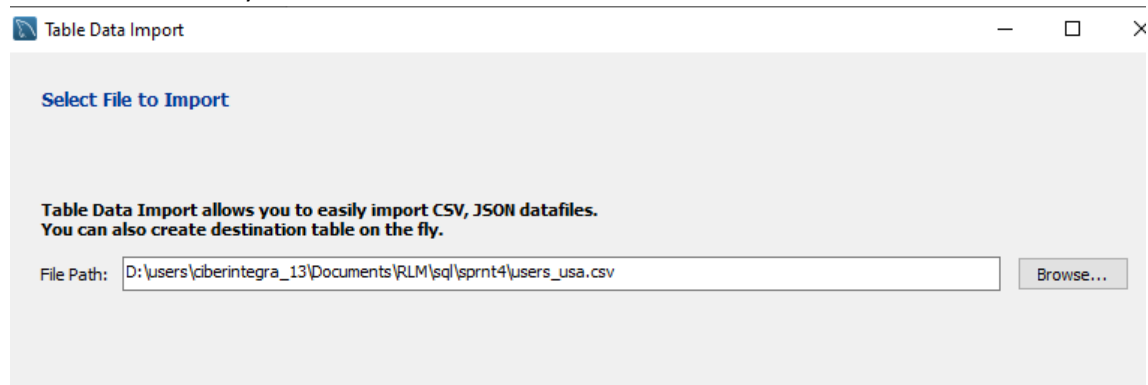 Table Data Import
Select File to Import
Table Data Import allows you to easily import CSV, JSON datafiles.
You can also create destination table on the fly.
File Path: D:\users\ciberintegra_13\Documents\RLM\sql\sprnt4\users_usa.csv Browse...